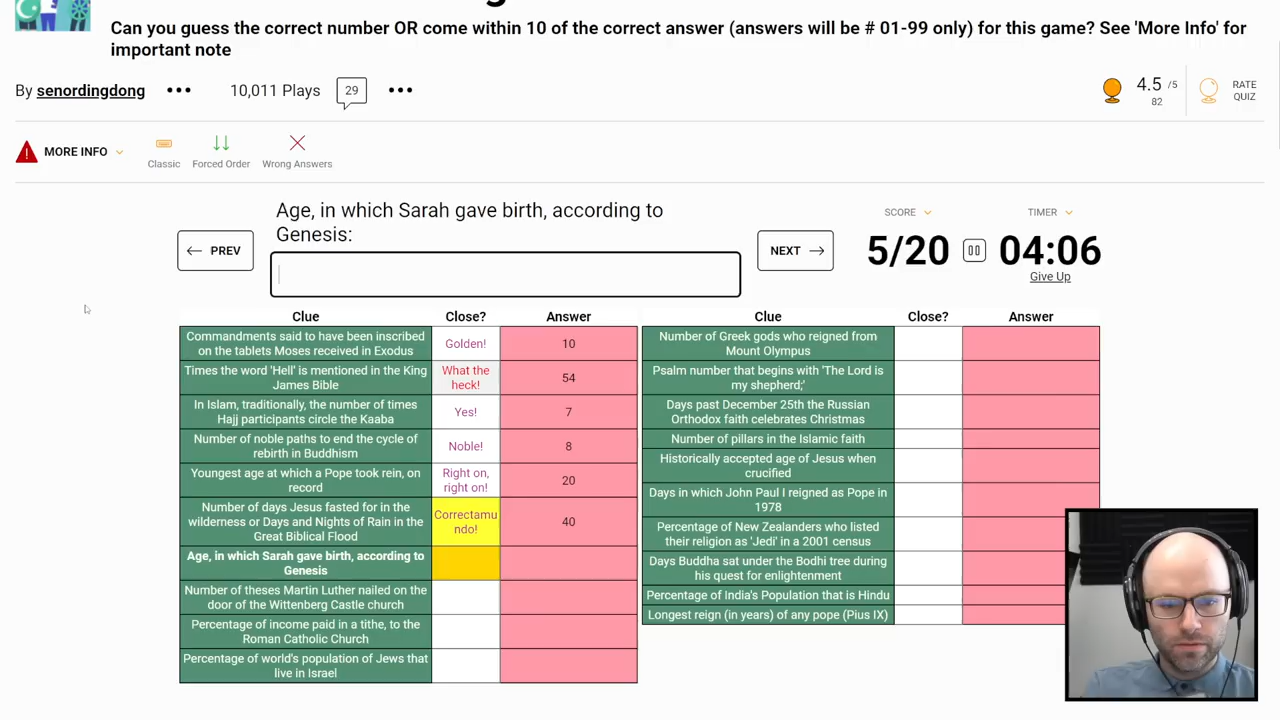 Can you guess the correct number OR come within 10 of the correct answer (answers will be # 01-99 only) for this game? See 'More Info' for
important note
By senordingdong
10,011 Plays
29
4.5 /5
82
RATE
QUIZ
MORE INFO
Classic
Forced Order
Wrong Answers
Age, in which Sarah gave birth, according to
Genesis:
← PREV
NEXT →
SCORE
5/20
TIMER
04:06
Give Up
Clue Close? Answer
Commandments said to have been inscribed
on the tablets Moses received in Exodus
Golden!
10
Times the word 'Hell' is mentioned in the King
James Bible
What the
heck!
54
In Islam, traditionally, the number of times
Hajj participants circle the Kaaba
Yes!
7
Number of noble paths to end the cycle of
rebirth in Buddhism
Noble!
8
Youngest age at which a Pope took rein, on
record
Right on,
right on!
20
Number of days Jesus fasted for in the
wilderness or Days and Nights of Rain in the
Great Biblical Flood
Correctamu
ndo!
40
Age, in which Sarah gave birth, according to
Genesis
Number of theses Martin Luther nailed on the
door of the Wittenberg Castle church
Percentage of income paid in a tithe, to the
Roman Catholic Church
Percentage of world's population of Jews that
live in Israel
Clue Close? Answer
Number of Greek gods who reigned from
Mount Olympus
Psalm number that begins with 'The Lord is
my shepherd;'
Days past December 25th the Russian
Orthodox faith celebrates Christmas
Number of pillars in the Islamic faith
Historically accepted age of Jesus when
crucified
Days in which John Paul I reigned as Pope in
1978
Percentage of New Zealanders who listed
their religion as 'Jedi' in a 2001 census
Days Buddha sat under the Bodhi tree during
his quest for enlightenment
Percentage of India's Population that is Hindu
Longest reign (in years) of any pope (Pius IX)